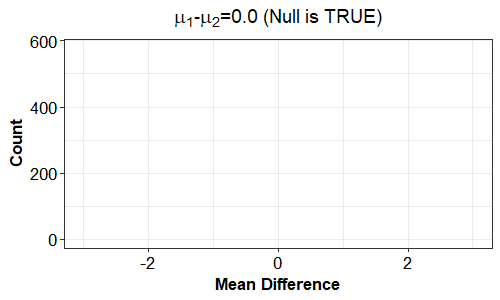 μ₁-μ₂=0.0 (Null is TRUE)
600
400
200
0
Count
-2 0 2
Mean Difference